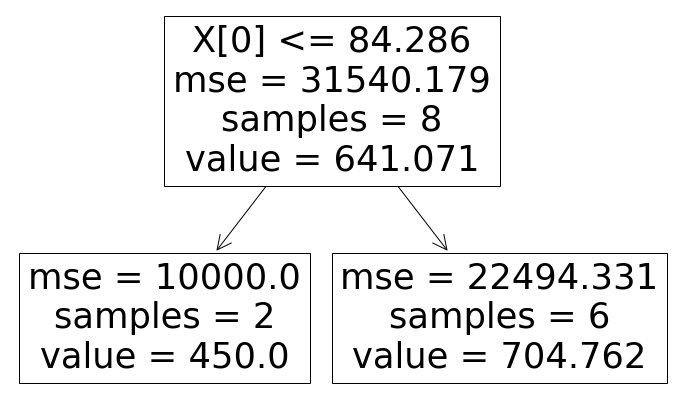 X[0] <= 84.286
mse = 31540.179
samples = 8
value = 641.071
mse = 10000.0
samples = 2
value = 450.0
mse = 22494.331
samples = 6
value = 704.762